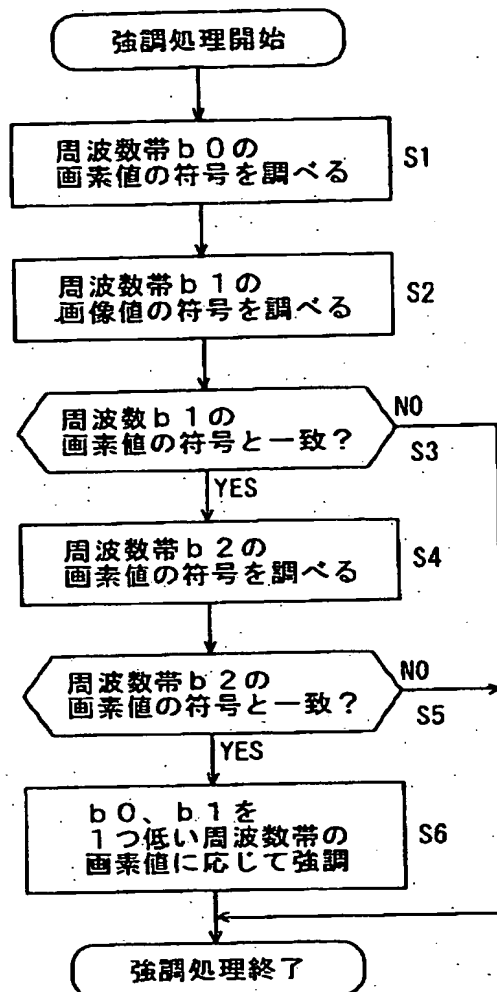 強調処理開始
周波数帯b0の
画素値の符号を調べる
S1
周波数帯b1の
画像値の符号を調べる
S2
周波数b1の
画素値の符号と一致?
NO
S3
YES
周波数帯b2の
画素値の符号を調べる
S4
周波数帯b2の
画素値の符号と一致?
NO
S5
YES
b0、b1を
1つ低い周波数帯の
画素値に応じて強調
S6
強調処理終了